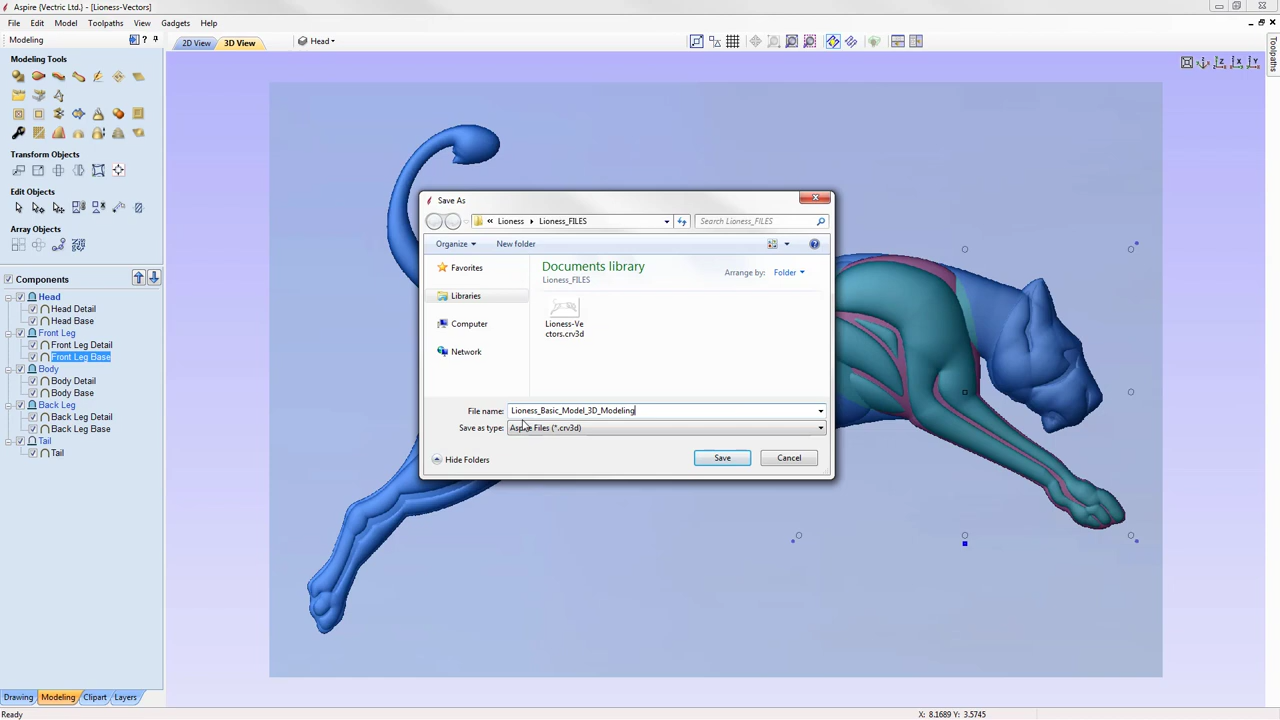 Aspire (Vectric Ltd.) - [Lioness-Vectors]
File Edit Model Toolpaths View Gadgets Help
Modeling
2D View
3D View
Head
Toolpaths
Modeling Tools
Transform Objects
Edit Objects
Array Objects
Components
Head
Head Detail
Head Base
Front Leg
Front Leg Detail
Front Leg Base
Body
Body Detail
Body Base
Back Leg
Back Leg Detail
Back Leg Base
Tail
Tail
Save As
« Lioness Lioness_FILES
Search Lioness_FILES
Organize
New folder
Favorites
Libraries
Computer
Network
Documents library
Lioness_FILES
Arrange by: Folder
Lioness-Ve
ctors.crv3d
File name: Lioness_Basic_Model_3D_Modeling
Save as type: Aspire Files (*.crv3d)
Hide Folders
Save
Cancel
Drawing Modeling Clipart Layers
Ready
X: 8.1689 Y: 3.5745